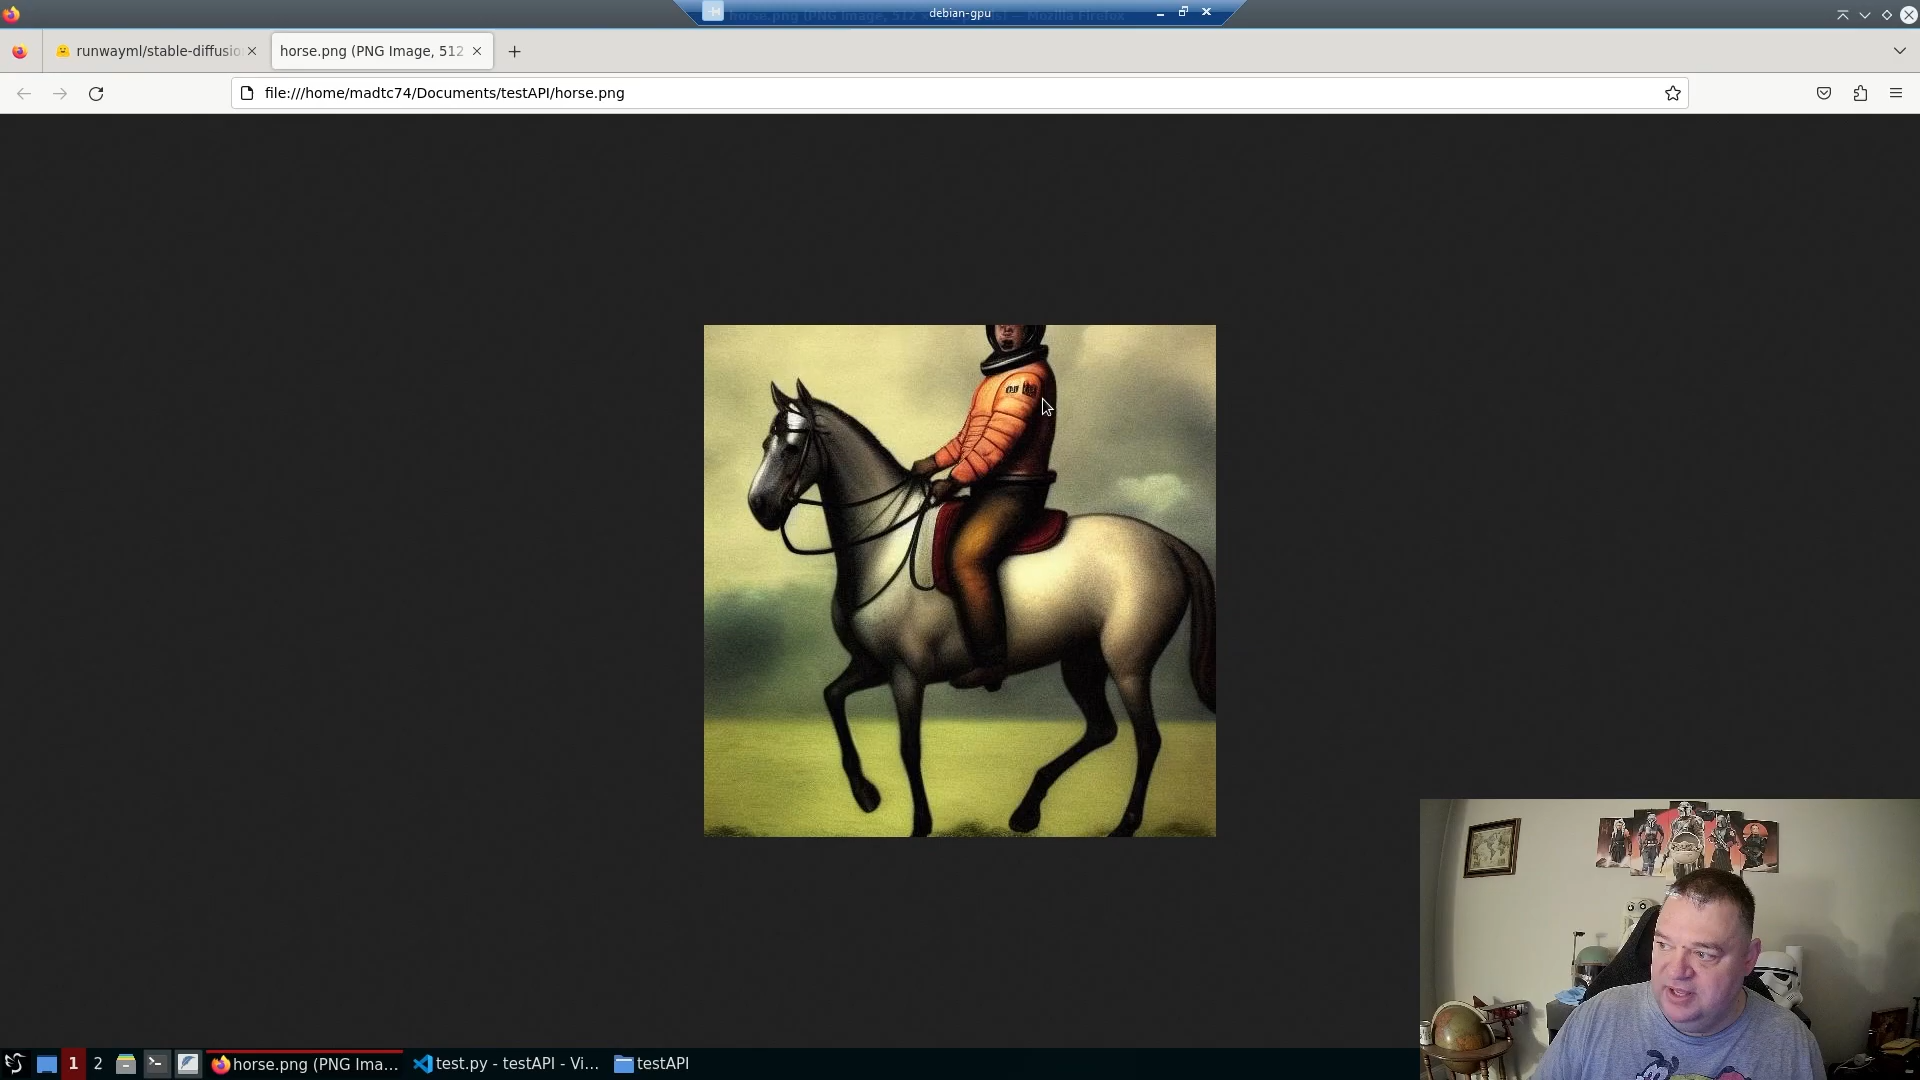 debian-gpu
runwayml/stable-diffusio
horse.png (PNG Image, 512
file:///home/madtc74/Documents/testAPI/horse.png
1
2
horse.png (PNG Ima...
test.py - testAPI - Vi...
testAPI